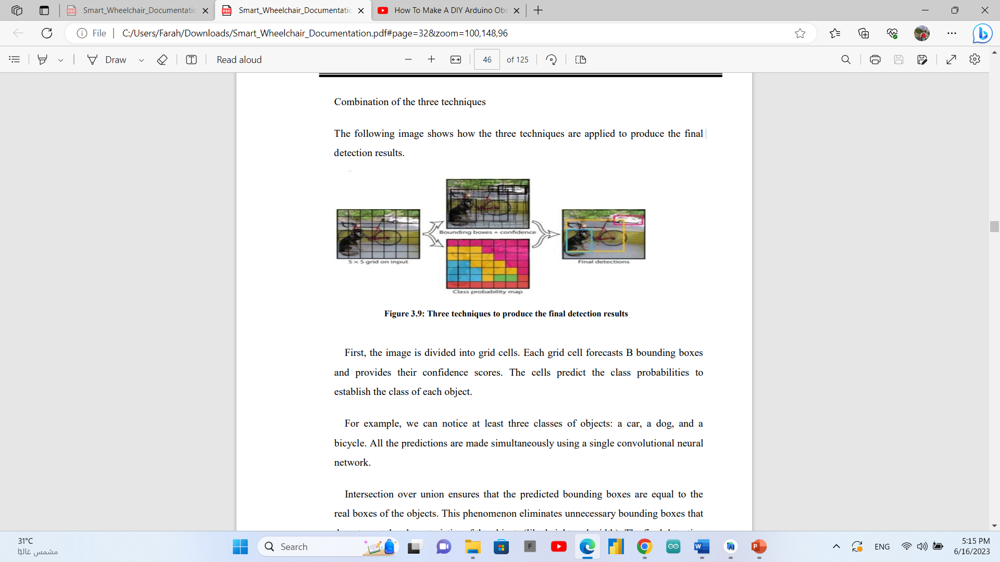 Smart_Wheelchair_Documentatic
Smart_Wheelchair_Documentatic
How To Make A DIY Arduino Obs
File
C:/Users/Farah/Downloads/Smart_Wheelchair_Documentation.pdf#page=32&zoom=100,148,96
Draw
Read aloud
46 of 125
Combination of the three techniques
The following image shows how the three techniques are applied to produce the final
detection results.
Bounding boxes + confidence
S × S grid on input
Final detections
Class probability map
Figure 3.9: Three techniques to produce the final detection results
First, the image is divided into grid cells. Each grid cell forecasts B bounding boxes
and provides their confidence scores. The cells predict the class probabilities to
establish the class of each object.
For example, we can notice at least three classes of objects: a car, a dog, and a
bicycle. All the predictions are made simultaneously using a single convolutional neural
network.
Intersection over union ensures that the predicted bounding boxes are equal to the
real boxes of the objects. This phenomenon eliminates unnecessary bounding boxes that
31°C
مشمس غالبًا
Search
ENG
5:15 PM
6/16/2023